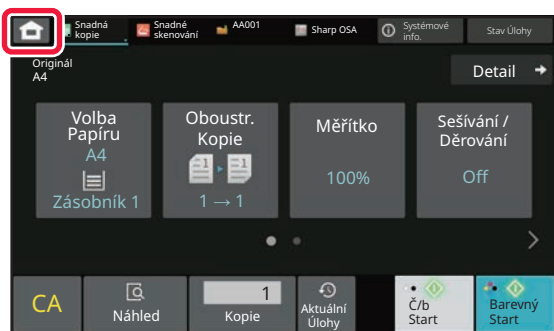 Snadná
kopie
Snadné
skenování
AA001
Sharp OSA
Systémové
info.
Stav Úlohy
Originál
A4
Detail
Volba
Papíru
A4
Zásobník 1
Oboustr.
Kopie
1 → 1
Měřítko
100%
Sešívání /
Děrování
Off
CA
Náhled
1
Kopie
Aktuální
Úlohy
Č/b
Start
Barevný
Start